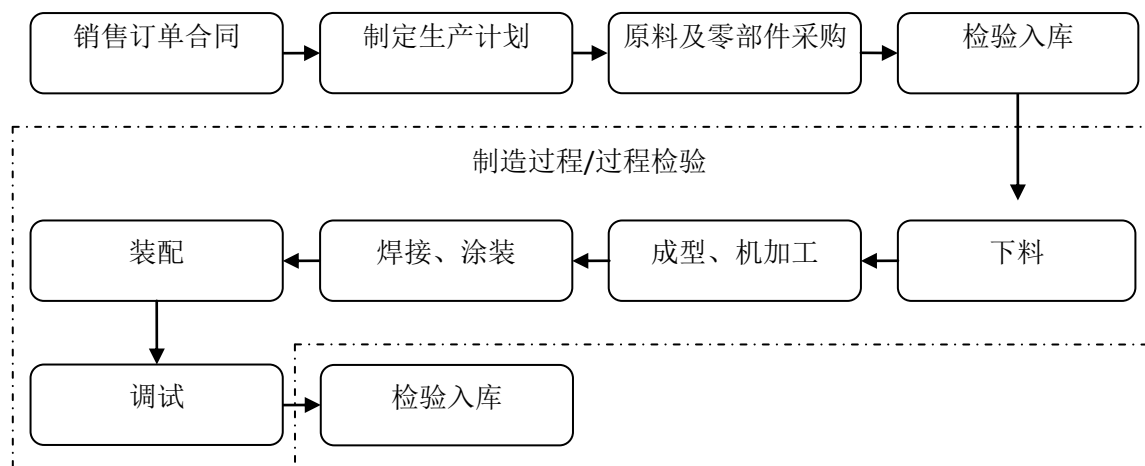 销售订单合同
制定生产计划
原料及零部件采购
检验入库
制造过程/过程检验
下料
成型、机加工
焊接、涂装
装配
调试
检验入库